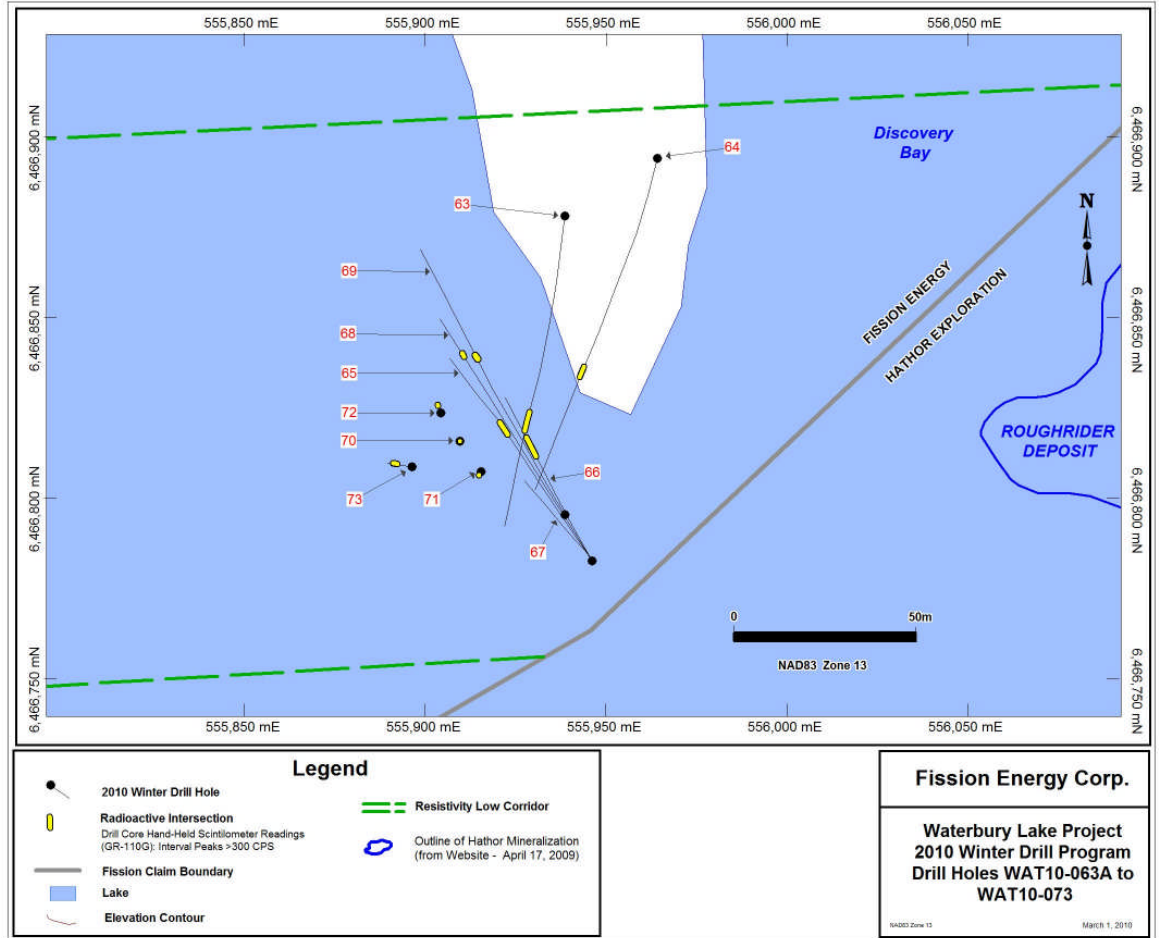 555,850 mE 555,900 mE 555,950 mE 556,000 mE 556,050 mE
6,466,900 mN
6,466,850 mN
6,466,800 mN
6,466,750 mN
6,466,900 mN
6,466,850 mN
6,466,800 mN
6,466,750 mN
Discovery
Bay
64
63
N
69
FISSION ENERGY
HATHOR EXPLORATION
68
65
72
70
ROUGHRIDER
DEPOSIT
73
71
66
67
0 50m
NAD83 Zone 13
555,850 mE 555,900 mE 555,950 mE 556,000 mE 556,050 mE
Legend
2010 Winter Drill Hole
Radioactive Intersection
Drill Core Hand-Held Scintilometer Readings
(GR-110G): Interval Peaks >300 CPS
Fission Claim Boundary
Lake
Elevation Contour
Resistivity Low Corridor
Outline of Hathor Mineralization
(from Website - April 17, 2009)
Fission Energy Corp.
Waterbury Lake Project
2010 Winter Drill Program
Drill Holes WAT10-063A to
WAT10-073
NAD83 Zone 13 March 1, 2010